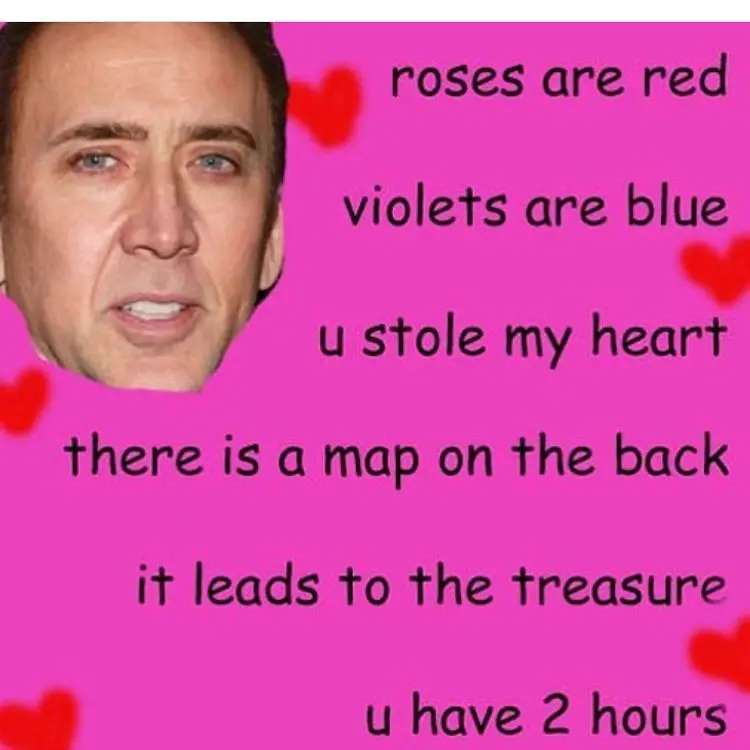 roses are red
violets are blue
u stole my heart
there is a map on the back
it leads to the treasure
u have 2 hours